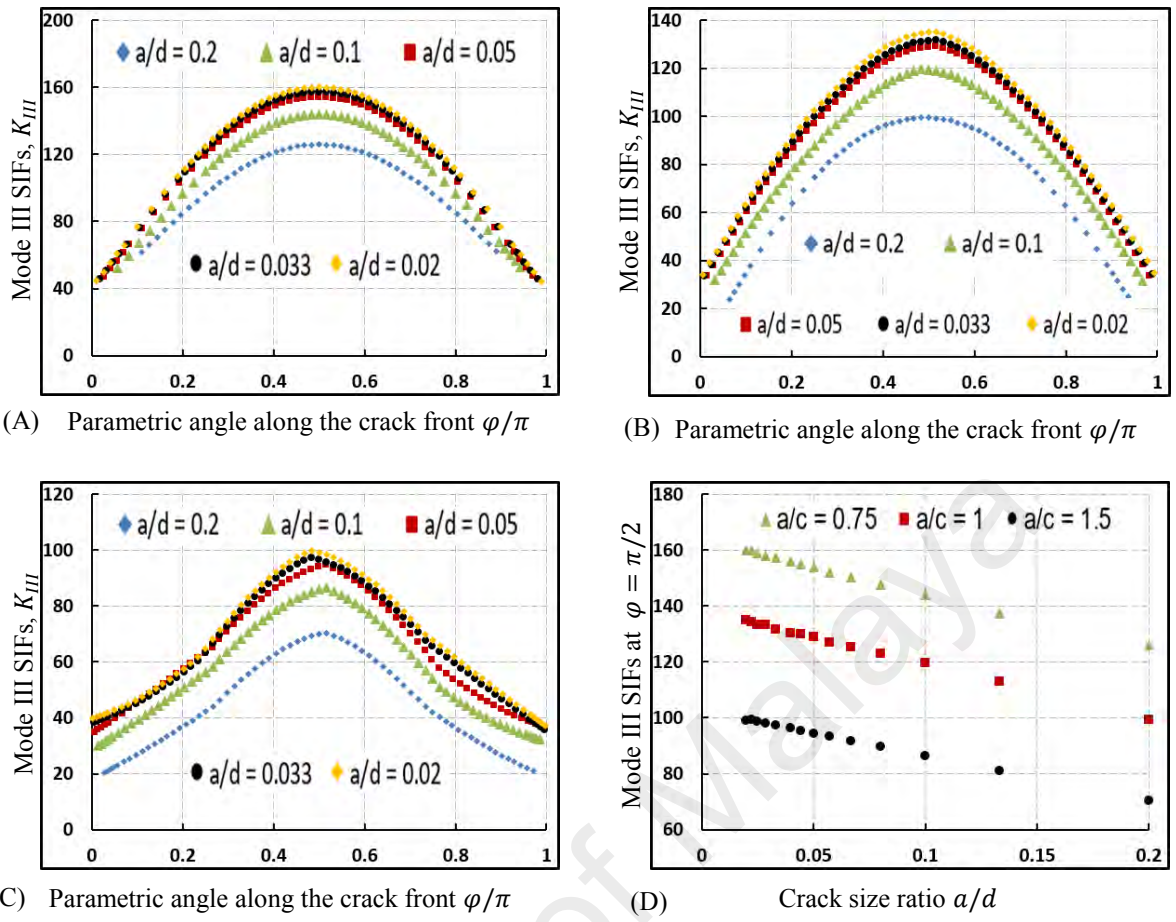 200
160
120
80
40
0
Mode III SIFs, K_III
a/d = 0.2 a/d = 0.1 a/d = 0.05
a/d = 0.033 a/d = 0.02
0 0.2 0.4 0.6 0.8 1
(A) Parametric angle along the crack front φ/π
140
120
100
80
60
40
20
0
Mode III SIFs, K_III
a/d = 0.2 a/d = 0.1
a/d = 0.05 a/d = 0.033 a/d = 0.02
0 0.2 0.4 0.6 0.8 1
(B) Parametric angle along the crack front φ/π
120
100
80
60
40
20
0
Mode III SIFs, K_III
a/d = 0.2 a/d = 0.1 a/d = 0.05
a/d = 0.033 a/d = 0.02
0 0.2 0.4 0.6 0.8 1
C) Parametric angle along the crack front φ/π
180
160
140
120
100
80
60
Mode III SIFs at φ = π/2
a/c = 0.75 a/c = 1 a/c = 1.5
0 0.05 0.1 0.15 0.2
(D) Crack size ratio a/d
of Malaya